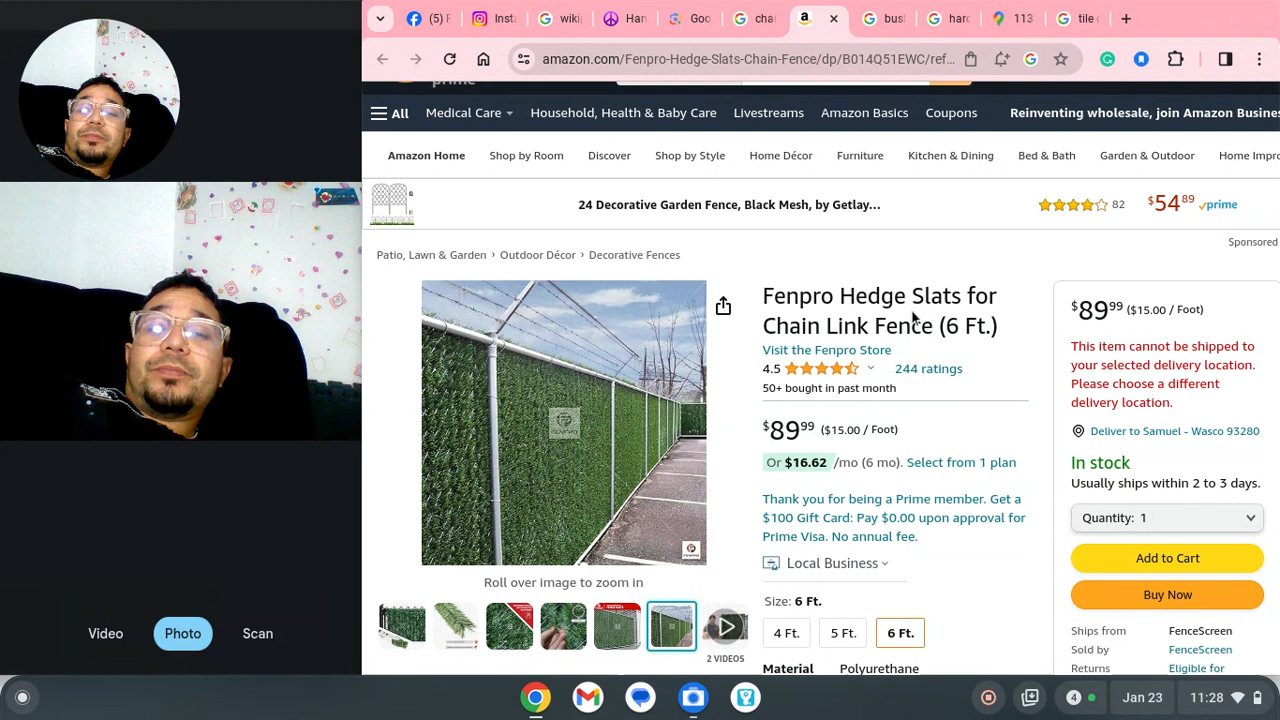 (5)
Insta
wiki
Han
Goo
chai
busi
hard
113
tile
amazon.com/Fenpro-Hedge-Slats-Chain-Fence/dp/B014Q51EWC/ref...
prime
All
Medical Care
Household, Health & Baby Care
Livestreams
Amazon Basics
Coupons
Reinventing wholesale, join Amazon Busines
Amazon Home
Shop by Room
Discover
Shop by Style
Home Décor
Furniture
Kitchen & Dining
Bed & Bath
Garden & Outdoor
Home Impro
24 Decorative Garden Fence, Black Mesh, by Getlay...
82
$54 89
prime
Sponsored
Patio, Lawn & Garden › Outdoor Décor › Decorative Fences
Fenpro Hedge Slats for
Chain Link Fence (6 Ft.)
Visit the Fenpro Store
4.5
244 ratings
50+ bought in past month
$89 99 ($15.00 / Foot)
Or $16.62 /mo (6 mo). Select from 1 plan
Thank you for being a Prime member. Get a
$100 Gift Card: Pay $0.00 upon approval for
Prime Visa. No annual fee.
Local Business
Size: 6 Ft.
4 Ft.
5 Ft.
6 Ft.
Material
Polyurethane
Roll over image to zoom in
2 VIDEOS
$89 99 ($15.00 / Foot)
This item cannot be shipped to
your selected delivery location.
Please choose a different
delivery location.
Deliver to Samuel - Wasco 93280
In stock
Usually ships within 2 to 3 days.
Quantity: 1
Add to Cart
Buy Now
Ships from
FenceScreen
Sold by
FenceScreen
Returns
Eligible for
Video
Photo
Scan
4
Jan 23
11:28